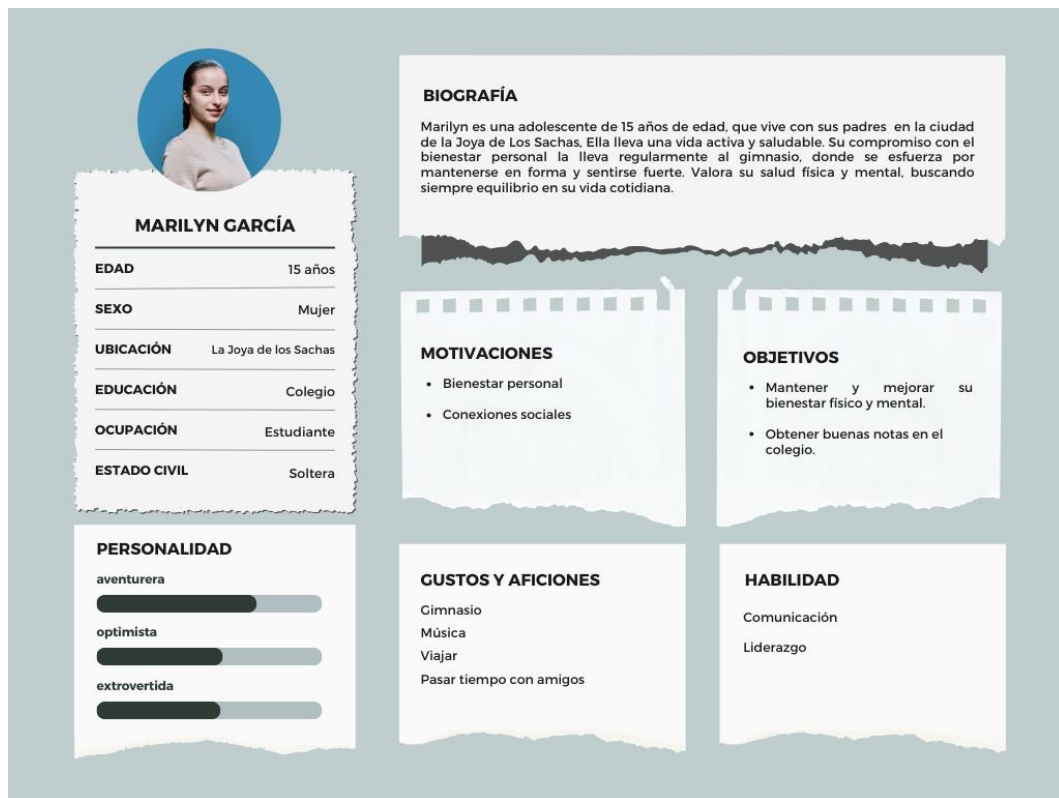 MARILYN GARCÍA
EDAD 15 años
SEXO Mujer
UBICACIÓN La Joya de los Sachas
EDUCACIÓN Colegio
OCUPACIÓN Estudiante
ESTADO CIVIL Soltera
PERSONALIDAD
aventurera
optimista
extrovertida
BIOGRAFÍA
Marilyn es una adolescente de 15 años de edad, que vive con sus padres en la ciudad
de la Joya de Los Sachas, Ella lleva una vida activa y saludable. Su compromiso con el
bienestar personal la lleva regularmente al gimnasio, donde se esfuerza por
mantenerse en forma y sentirse fuerte. Valora su salud física y mental, buscando
siempre equilibrio en su vida cotidiana.
MOTIVACIONES
• Bienestar personal
• Conexiones sociales
OBJETIVOS
• Mantener y mejorar su
bienestar físico y mental.
• Obtener buenas notas en el
colegio.
GUSTOS Y AFICIONES
Gimnasio
Música
Viajar
Pasar tiempo con amigos
HABILIDAD
Comunicación
Liderazgo